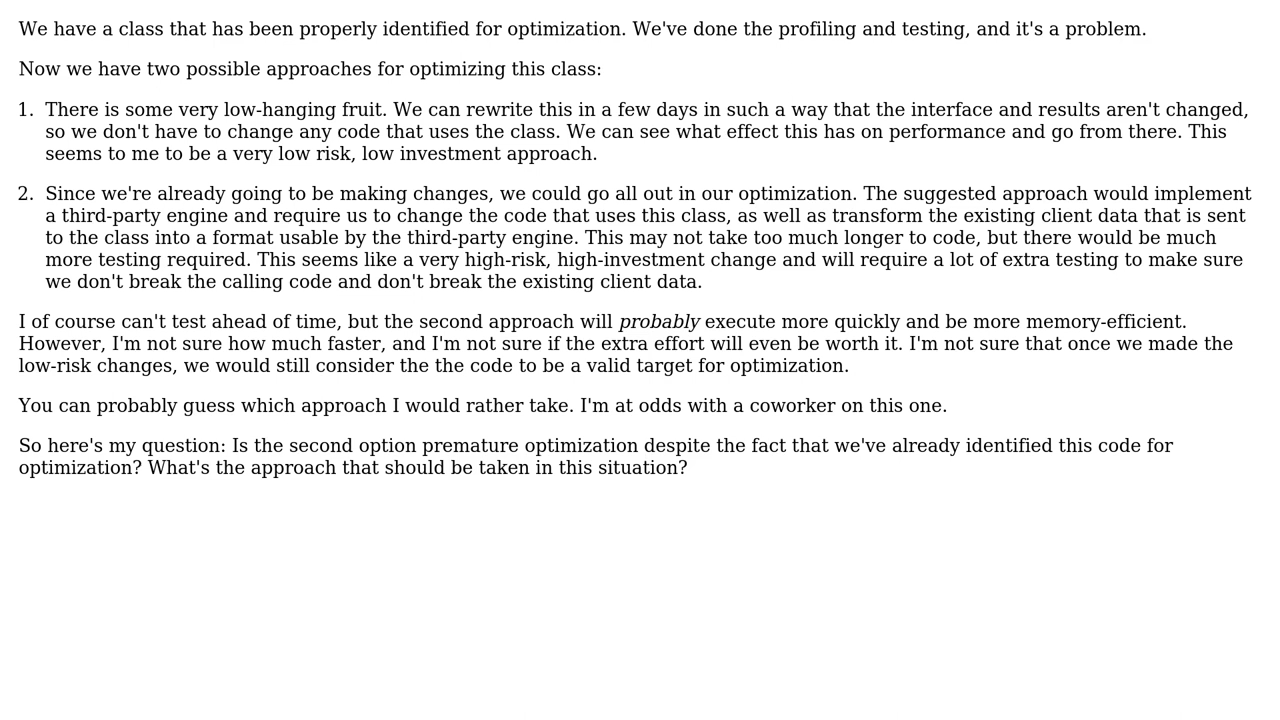 We have a class that has been properly identified for optimization. We've done the profiling and testing, and it's a problem.
Now we have two possible approaches for optimizing this class:
1. There is some very low-hanging fruit. We can rewrite this in a few days in such a way that the interface and results aren't changed,
so we don't have to change any code that uses the class. We can see what effect this has on performance and go from there. This
seems to me to be a very low risk, low investment approach.
2. Since we're already going to be making changes, we could go all out in our optimization. The suggested approach would implement
a third-party engine and require us to change the code that uses this class, as well as transform the existing client data that is sent
to the class into a format usable by the third-party engine. This may not take too much longer to code, but there would be much
more testing required. This seems like a very high-risk, high-investment change and will require a lot of extra testing to make sure
we don't break the calling code and don't break the existing client data.
I of course can't test ahead of time, but the second approach will probably execute more quickly and be more memory-efficient.
However, I'm not sure how much faster, and I'm not sure if the extra effort will even be worth it. I'm not sure that once we made the
low-risk changes, we would still consider the the code to be a valid target for optimization.
You can probably guess which approach I would rather take. I'm at odds with a coworker on this one.
So here's my question: Is the second option premature optimization despite the fact that we've already identified this code for
optimization? What's the approach that should be taken in this situation?